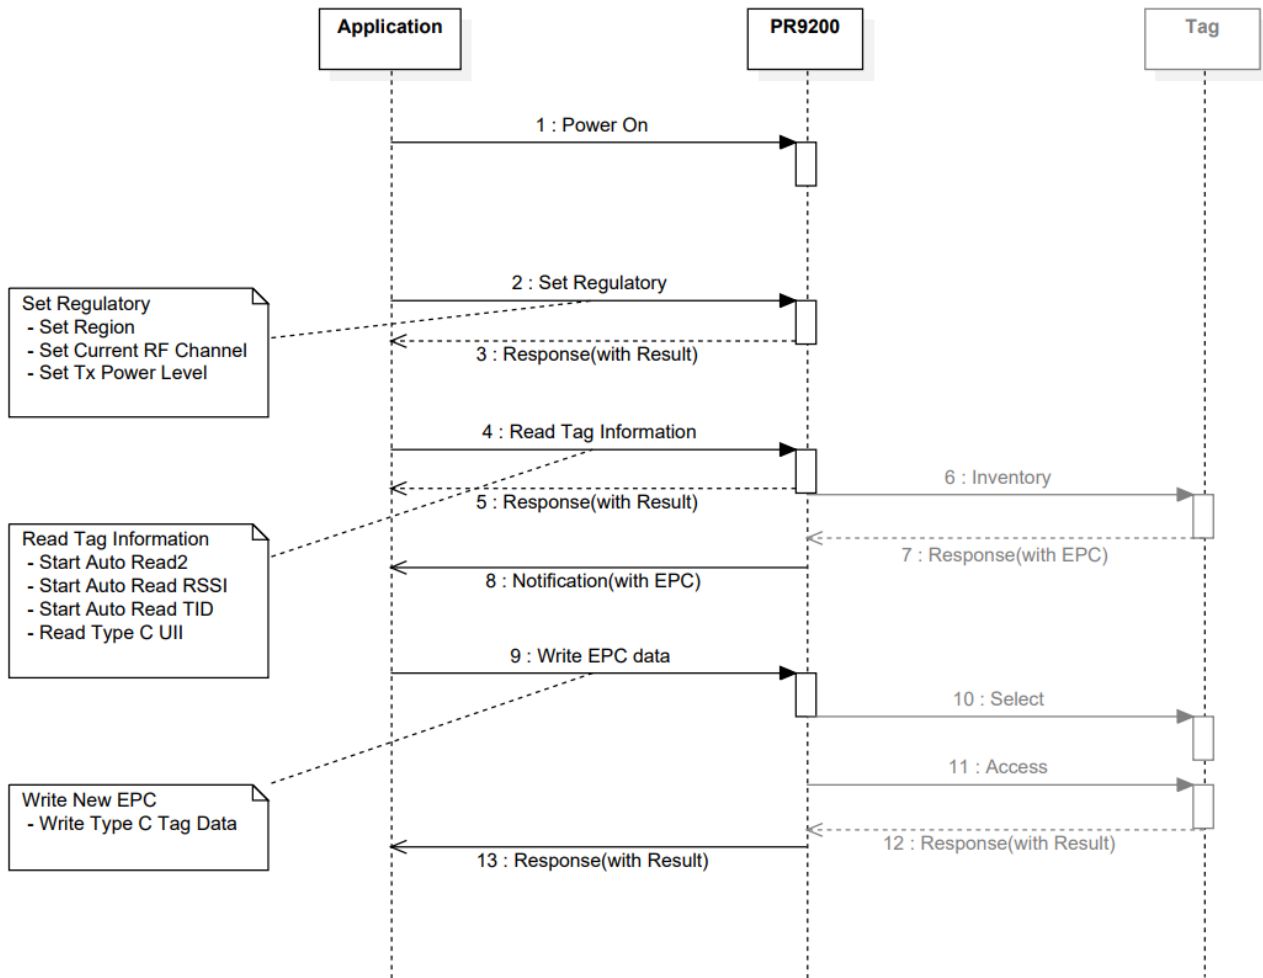 Application
PR9200
Tag
1 : Power On
2 : Set Regulatory
Set Regulatory
- Set Region
- Set Current RF Channel
- Set Tx Power Level
3 : Response(with Result)
4 : Read Tag Information
6 : Inventory
5 : Response(with Result)
Read Tag Information
- Start Auto Read2
- Start Auto Read RSSI
- Start Auto Read TID
- Read Type C UII
7 : Response(with EPC)
8 : Notification(with EPC)
9 : Write EPC data
10 : Select
11 : Access
Write New EPC
- Write Type C Tag Data
12 : Response(with Result)
13 : Response(with Result)